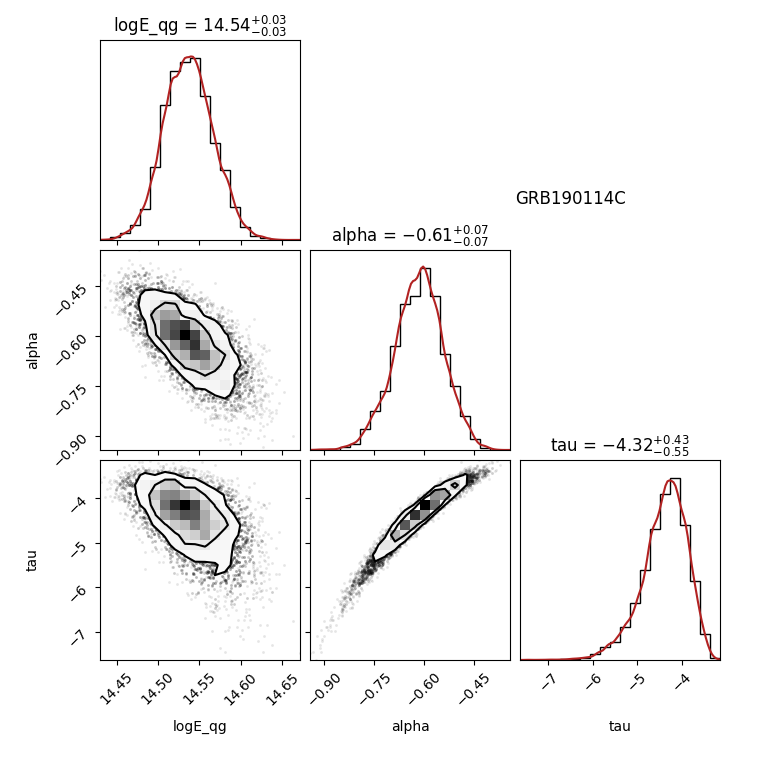 logE_qg = 14.54+0.03 −0.03
GRB190114C
alpha = −0.61+0.07 −0.07
−0.45
−0.60
−0.75
−0.90
alpha
tau = −4.32+0.43 −0.55
−4
−5
−6
−7
tau
14.45 14.50 14.55 14.60 14.65
−0.90 −0.75 −0.60 −0.45
−7 −6 −5 −4
logE_qg alpha tau